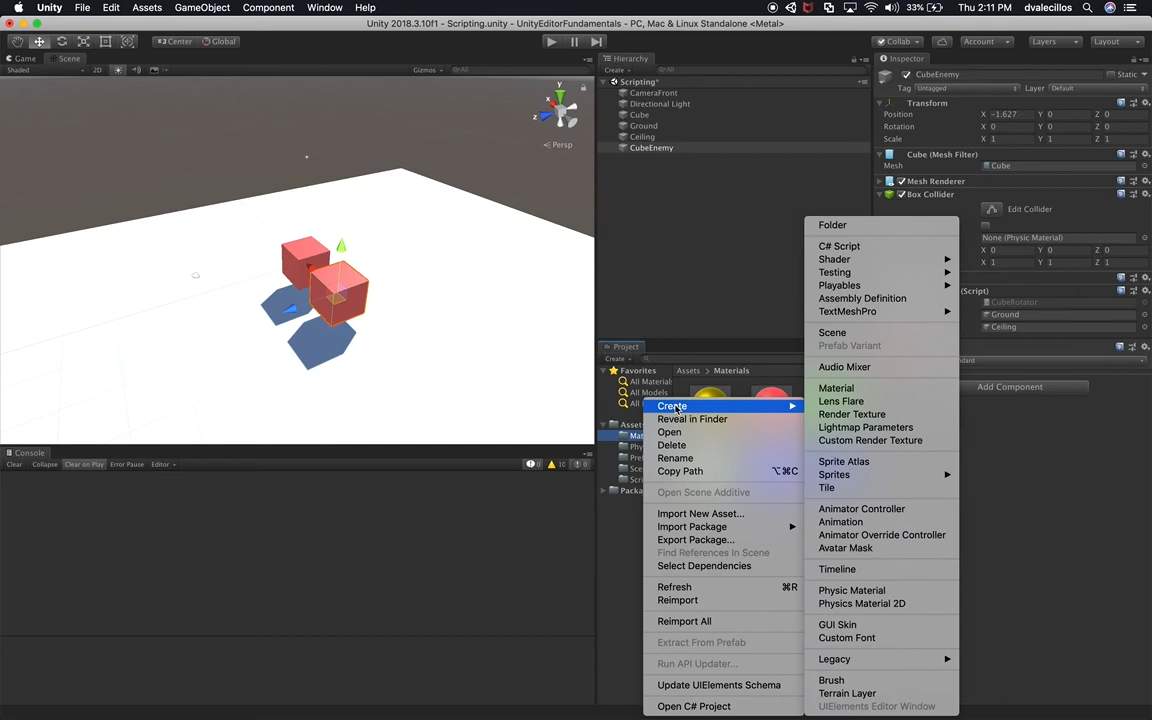 Unity File Edit Assets GameObject Component Window Help 33% Thu 2:11 PM dvalecillos
Unity 2018.3.10f1 - Scripting.unity - UnityEditorFundamentals - PC, Mac & Linux Standalone <Metal>
Center Global Collab Account Layers Layout
Game Scene
Shaded 2D Gizmos All
Hierarchy
Create All
Scripting*
CameraFront
Directional Light
Cube
Ground
Ceiling
CubeEnemy
Inspector
CubeEnemy Static
Tag Untagged Layer Default
Transform
Position X -1.627 Y 0 Z 0
Rotation X 0 Y 0 Z 0
Scale X 1 Y 1 Z 1
Cube (Mesh Filter)
Mesh Cube
Mesh Renderer
Box Collider
Edit Collider
None (Physic Material)
X 0 Y 0 Z 0
X 1 Y 1 Z 1
(Script)
CubeRotator
Ground
Ceiling
Add Component
Project
Create
Favorites
All Materials
All Models
All
Assets
Packa
Assets > Materials
Create
Reveal in Finder
Open
Delete
Rename
Copy Path ⌥⌘C
Open Scene Additive
Import New Asset...
Import Package
Export Package...
Find References In Scene
Select Dependencies
Refresh ⌘R
Reimport
Reimport All
Extract From Prefab
Run API Updater...
Update UIElements Schema
Open C# Project
Folder
C# Script
Shader
Testing
Playables
Assembly Definition
TextMeshPro
Scene
Prefab Variant
Audio Mixer
Material
Lens Flare
Render Texture
Lightmap Parameters
Custom Render Texture
Sprite Atlas
Sprites
Tile
Animator Controller
Animation
Animator Override Controller
Avatar Mask
Timeline
Physic Material
Physics Material 2D
GUI Skin
Custom Font
Legacy
Brush
Terrain Layer
UIElements Editor Window
Console
Clear Collapse Clear on Play Error Pause Editor 0 10 0
y
x
z
Persp